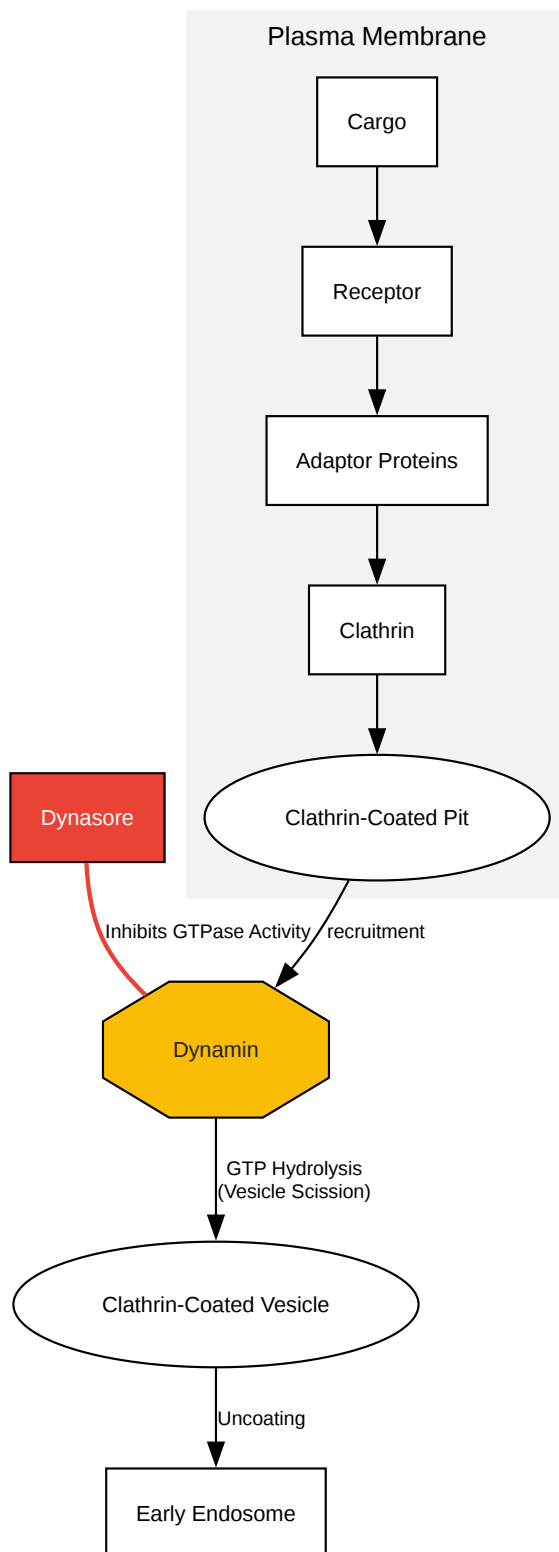 Plasma Membrane
Cargo
Receptor
Adaptor Proteins
Clathrin
Dynasore
Clathrin-Coated Pit
Inhibits GTPase Activity
recruitment
Dynamin
GTP Hydrolysis
(Vesicle Scission)
Clathrin-Coated Vesicle
Uncoating
Early Endosome